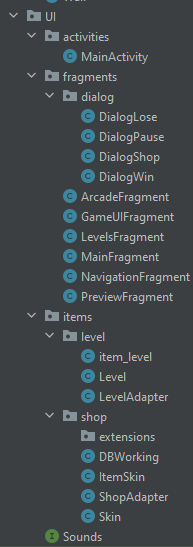 UI
activities
MainActivity
fragments
dialog
DialogLose
DialogPause
DialogShop
DialogWin
ArcadeFragment
GameUIFragment
LevelsFragment
MainFragment
NavigationFragment
PreviewFragment
items
level
item_level
Level
LevelAdapter
shop
extensions
DBWorking
ItemSkin
ShopAdapter
Skin
Sounds